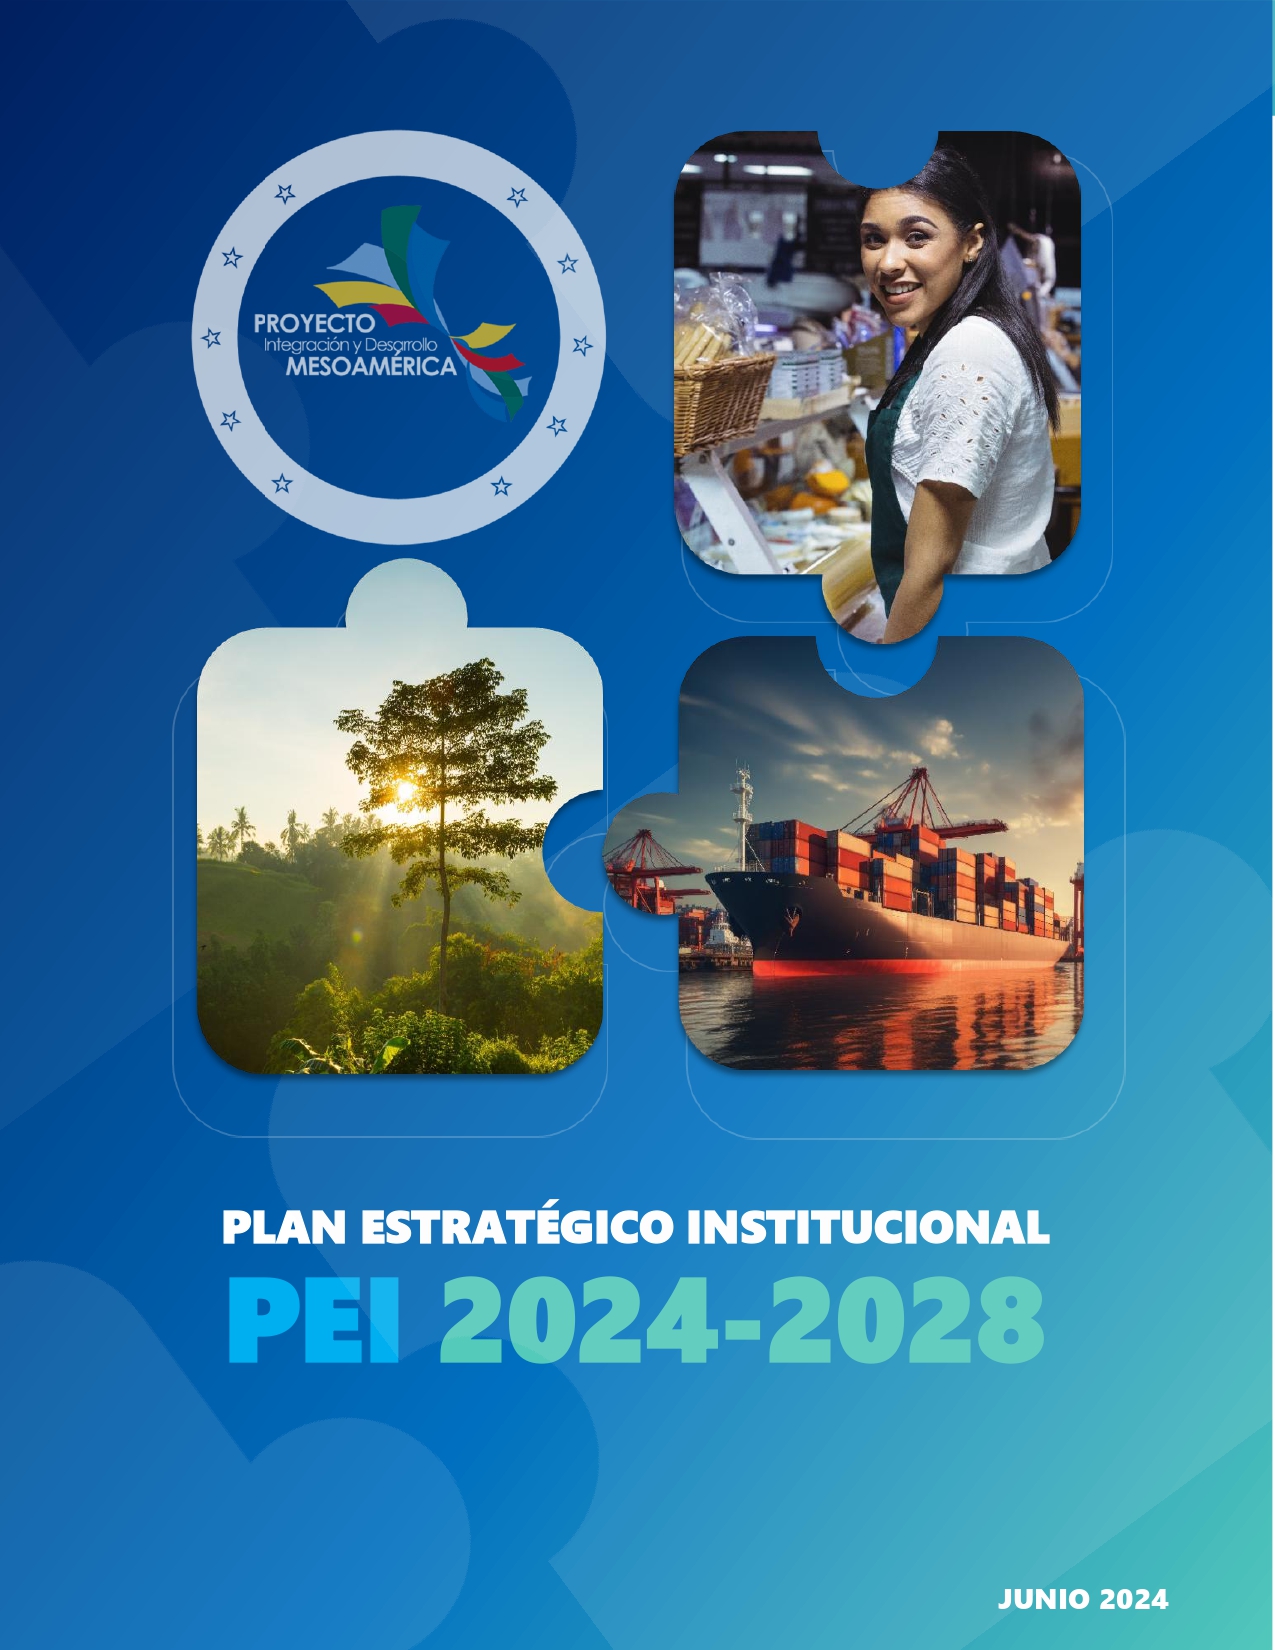 PROYECTO
Integración y Desarrollo
MESOAMÉRICA
PLAN ESTRATÉGICO INSTITUCIONAL
PEI 2024-2028
JUNIO 2024